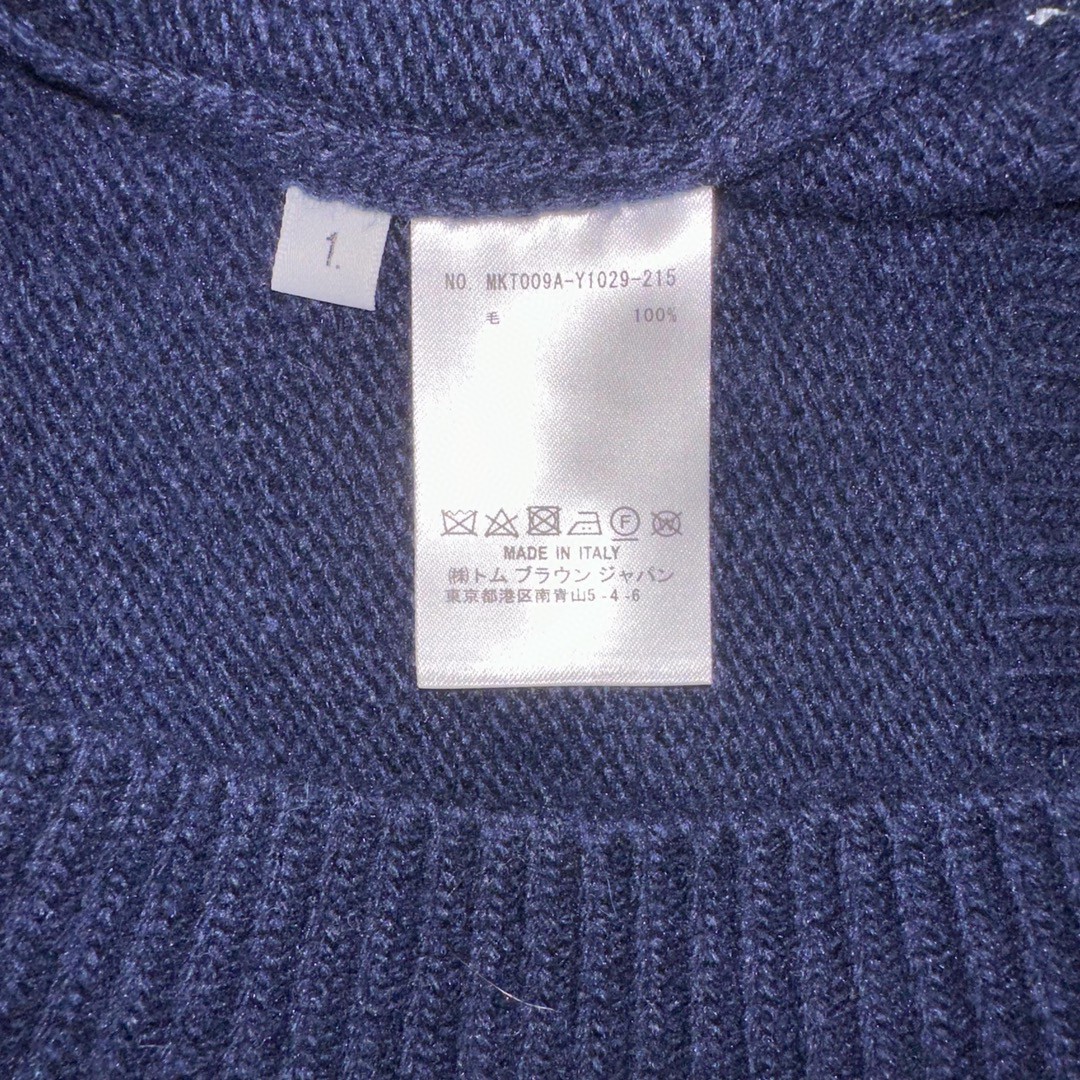 1.
NO. MKT009A-Y1029-215
毛 100%
F W
MADE IN ITALY
㈱トム ブラウン ジャパン
東京都港区南青山5-4-6